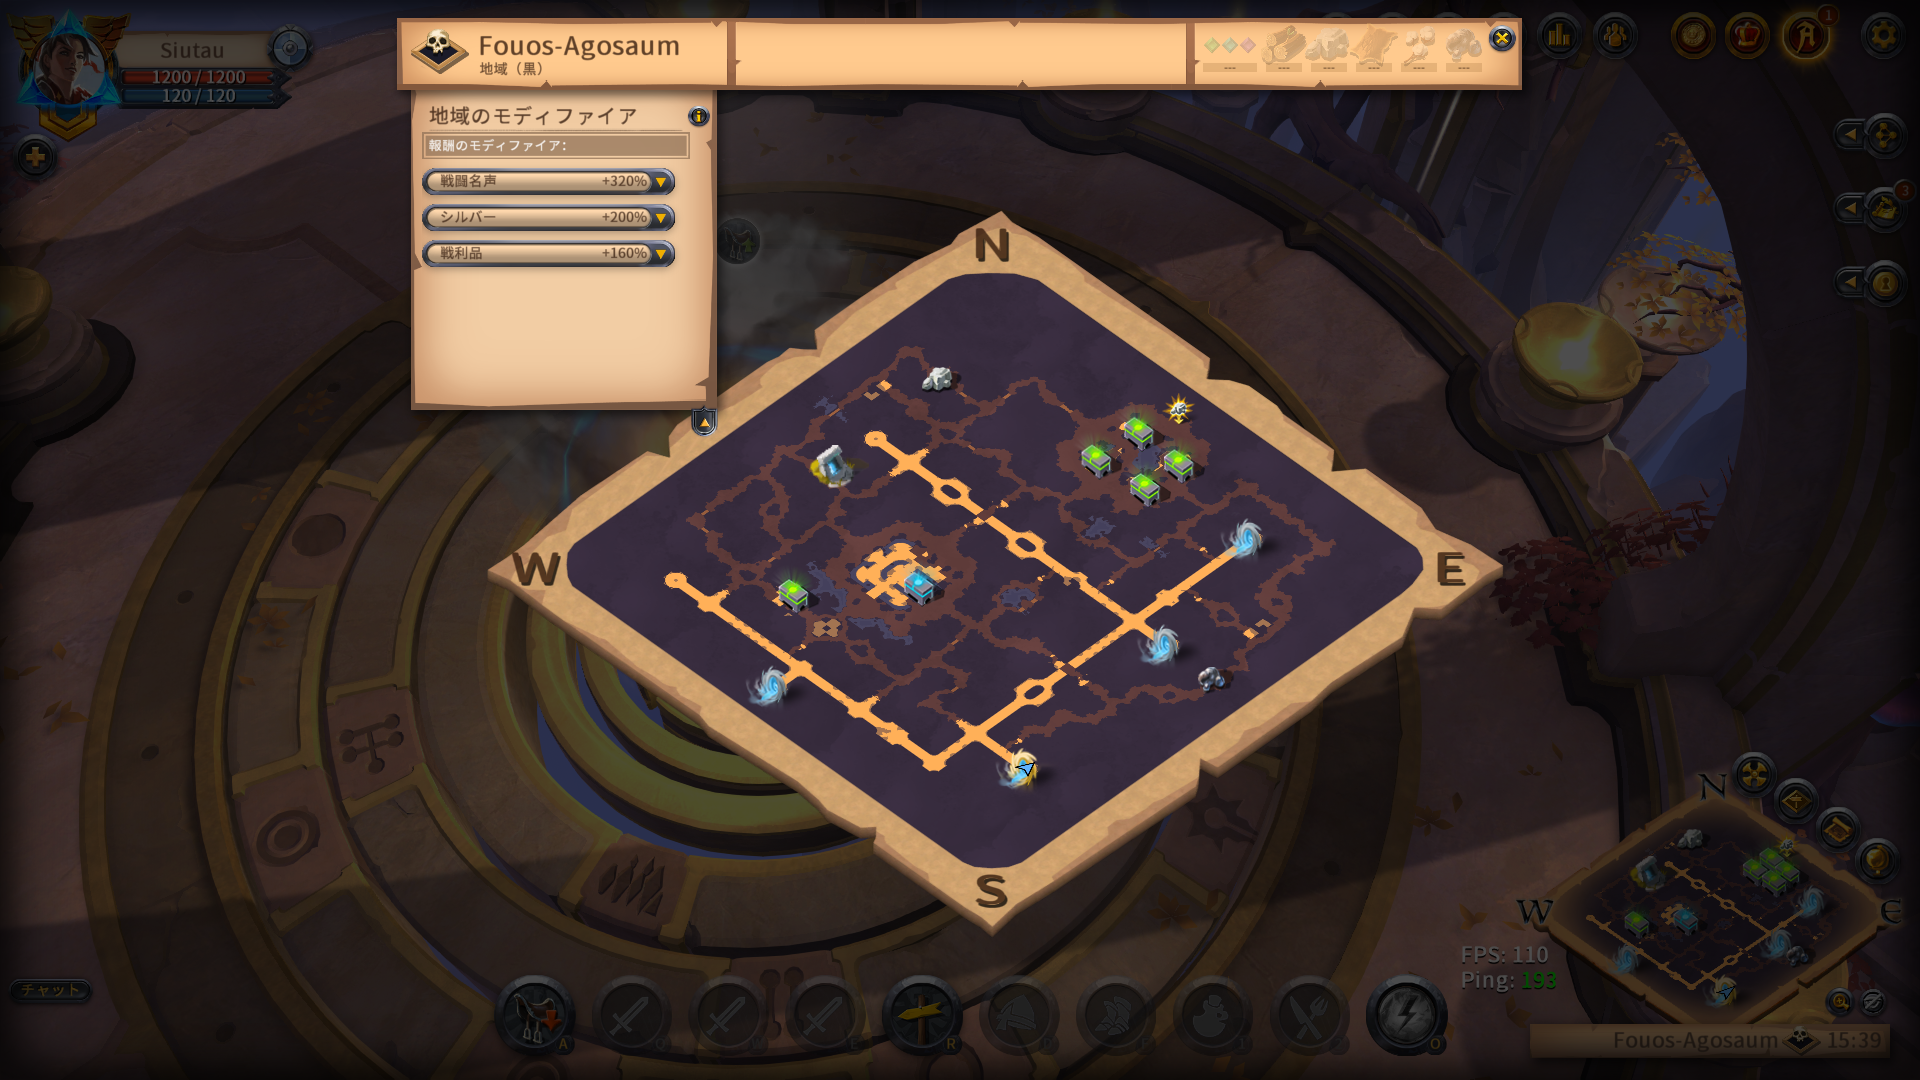 Siutau
1200 / 1200
120 / 120
Fouos-Agosaum
地域（黒）
---
---
---
---
---
---
1
3
地域のモディファイア
報酬のモディファイア:
戦闘名声 +320%
シルバー +200%
戦利品 +160%
N
W
E
S
N
W
E
FPS: 110
Ping: 193
チャット
A
R
O
Fouos-Agosaum 15:39